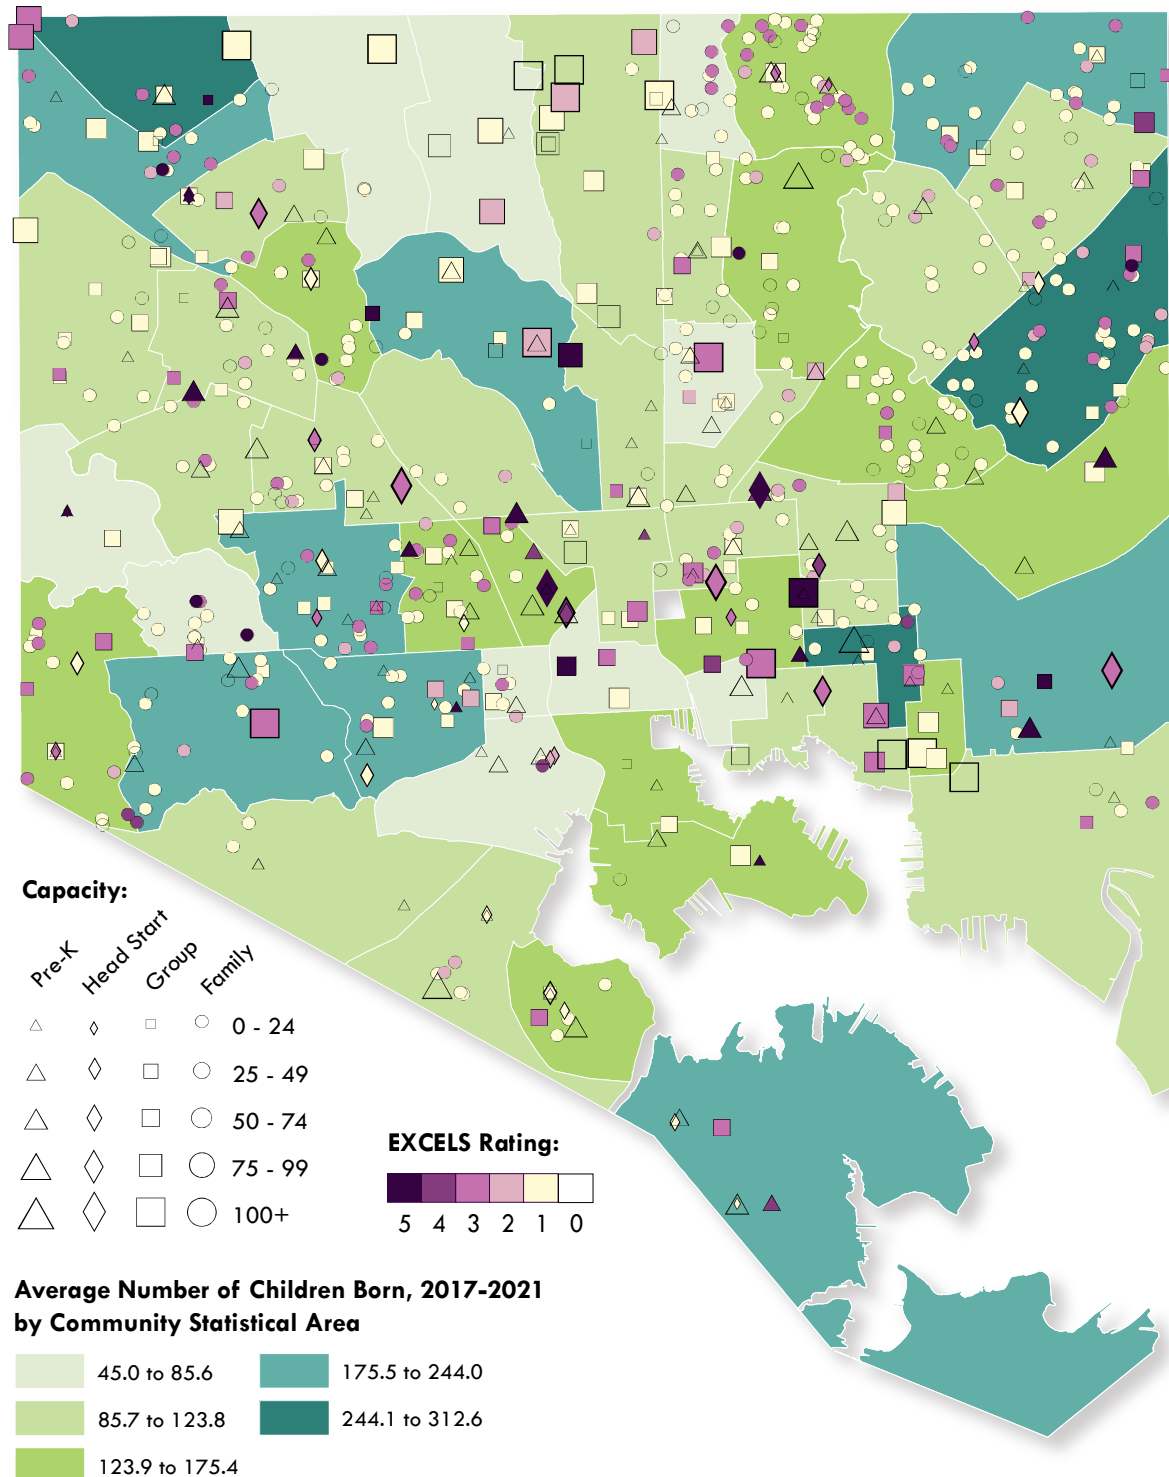 Capacity:
Pre-K
Head Start
Group
Family
0 - 24
25 - 49
50 - 74
75 - 99
100+
EXCELS Rating:
5 4 3 2 1 0
Average Number of Children Born, 2017-2021
by Community Statistical Area
45.0 to 85.6
175.5 to 244.0
85.7 to 123.8
244.1 to 312.6
123.9 to 175.4